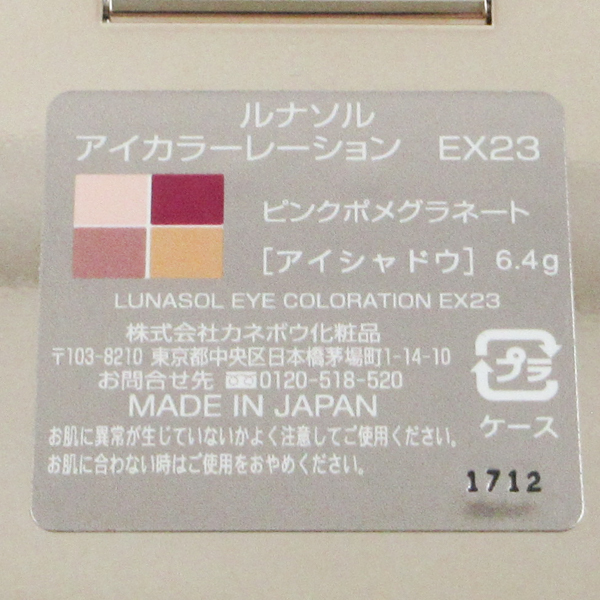 ルナソル
アイカラーレーション EX23
ピンクポメグラネート
[アイシャドウ] 6.4g
LUNASOL EYE COLORATION EX23
株式会社カネボウ化粧品
〒103-8210 東京都中央区日本橋茅場町1-14-10
お問合せ先 0120-518-520
MADE IN JAPAN
お肌に異常が生じていないかよく注意してご使用ください。
お肌に合わない時はご使用をおやめください。
プラ
ケース
1712